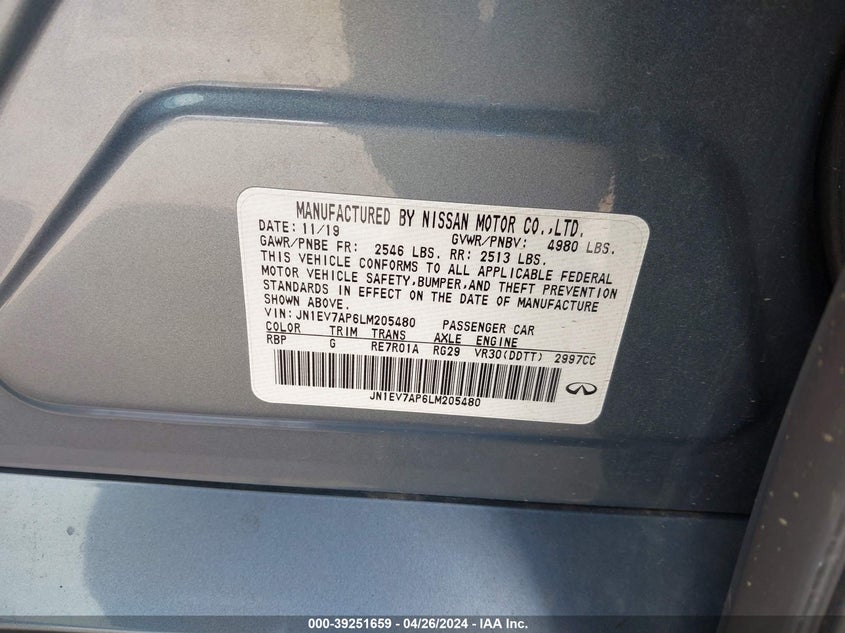 MANUFACTURED BY NISSAN MOTOR CO.,LTD.
DATE: 11/19 GVWR/PNBV: 4980 LBS.
GAWR/PNBE FR: 2546 LBS. RR: 2513 LBS.
THIS VEHICLE CONFORMS TO ALL APPLICABLE FEDERAL
MOTOR VEHICLE SAFETY,BUMPER,AND THEFT PREVENTION
STANDARDS IN EFFECT ON THE DATE OF MANUFACTURE
SHOWN ABOVE.
VIN: JN1EV7AP6LM205480 PASSENGER CAR
COLOR TRIM TRANS AXLE ENGINE
RBP G RE7R01A RG29 VR30(DDTT) 2997CC
JN1EV7AP6LM205480
000-39251659 / 04/26/2024 - IAA Inc.